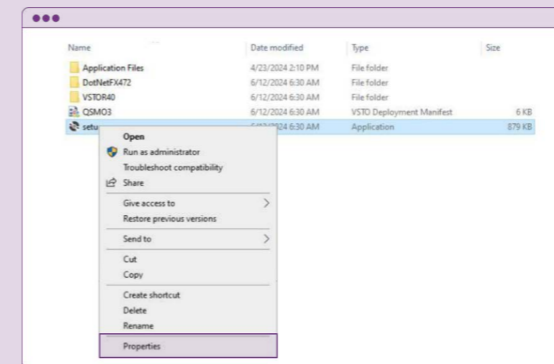 Name Date modified Type Size
Application Files 4/23/2024 2:10 PM File folder
DotNetFX472 6/12/2024 6:30 AM File folder
VSTOR40 6/12/2024 6:30 AM File folder
QSMO3 6/12/2024 6:30 AM VSTO Deployment Manifest 6 KB
setu 6/12/2024 6:30 AM Application 879 KB
Open
Run as administrator
Troubleshoot compatibility
Share
Give access to
Restore previous versions
Send to
Cut
Copy
Create shortcut
Delete
Rename
Properties